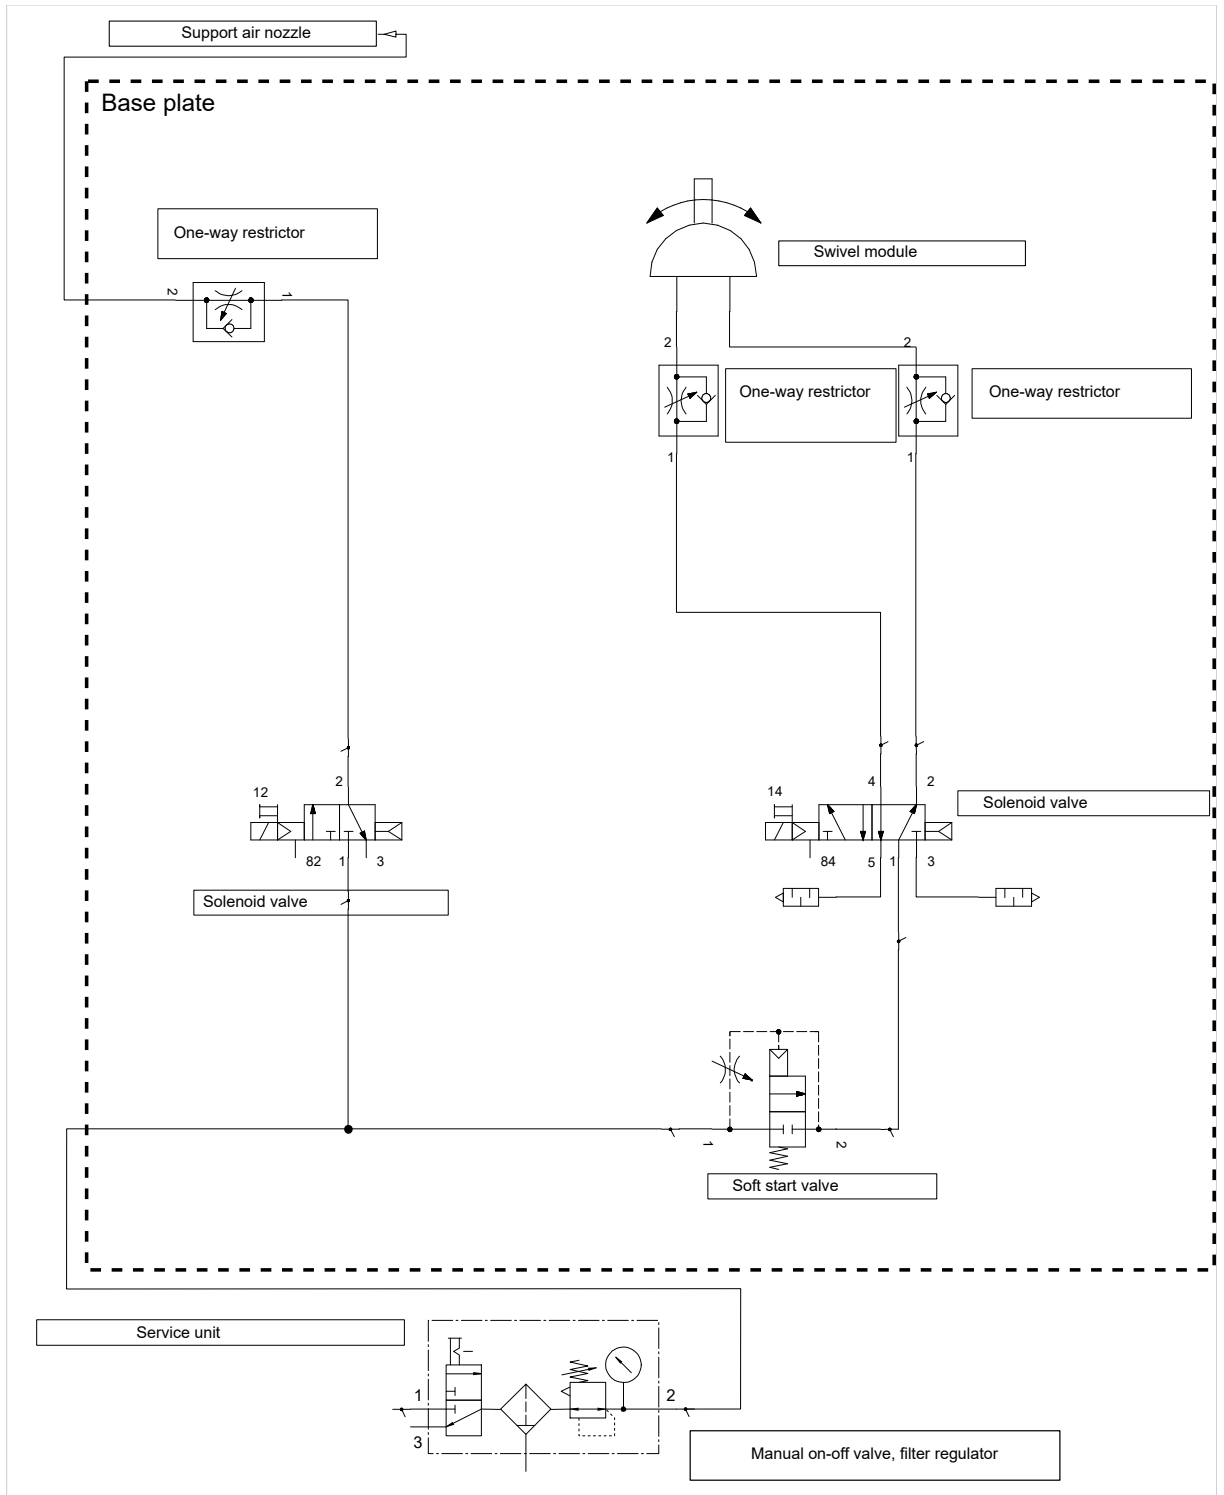 Support air nozzle
Base plate
One-way restrictor
Swivel module
2
1
2
2
One-way restrictor
One-way restrictor
1
1
2
4
2
12
14
Solenoid valve
82
1
3
84
5
1
3
Solenoid valve
1
2
Soft start valve
Service unit
1
2
3
Manual on-off valve, filter regulator